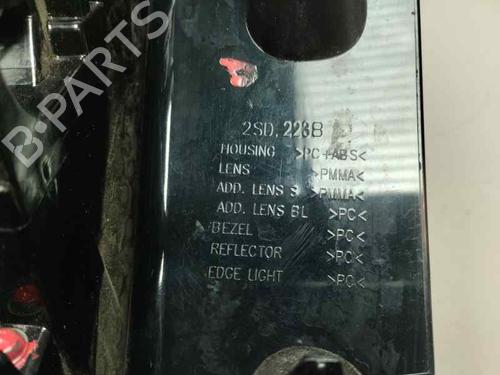 B-PARTS
2SD.223B
HOUSING >PC+ABS<
LENS >PMMA<
ADD. LENS S >PMMA<
ADD. LENS BL >PC<
BEZEL >PC<
REFLECTOR >PC<
EDGE LIGHT >PC<